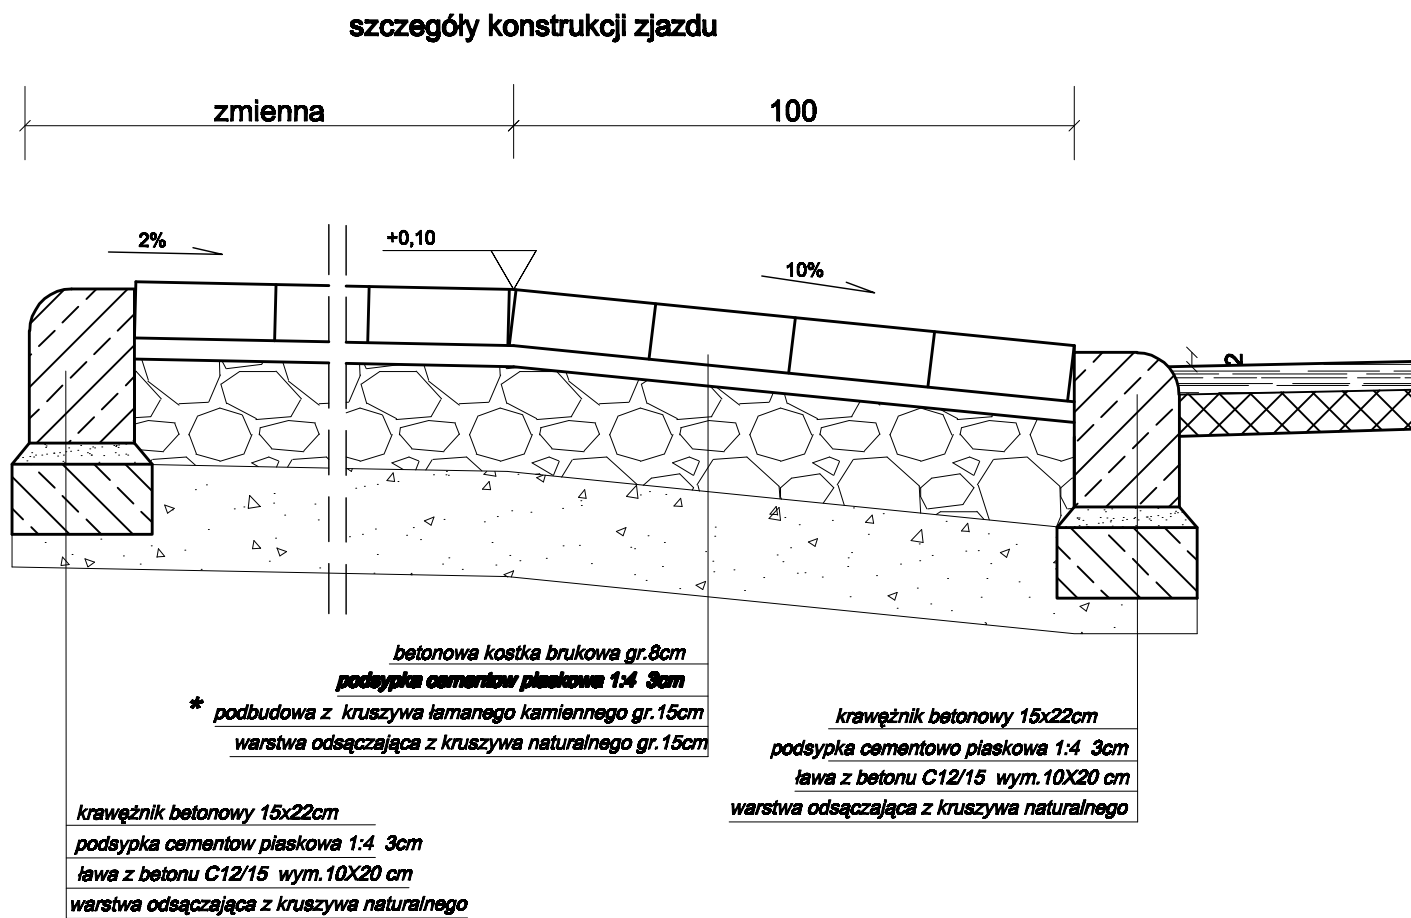 szczegóły konstrukcji zjazdu
zmienna
100
2%
+0,10
10%
2
betonowa kostka brukowa gr.8cm
podsypka cementow piaskowa 1:4 3cm
* podbudowa z kruszywa łamanego kamiennego gr.15cm
warstwa odsączająca z kruszywa naturalnego gr.15cm
krawężnik betonowy 15x22cm
podsypka cementowo piaskowa 1:4 3cm
ława z betonu C12/15 wym.10X20 cm
warstwa odsączająca z kruszywa naturalnego
krawężnik betonowy 15x22cm
podsypka cementow piaskowa 1:4 3cm
ława z betonu C12/15 wym.10X20 cm
warstwa odsączająca z kruszywa naturalnego